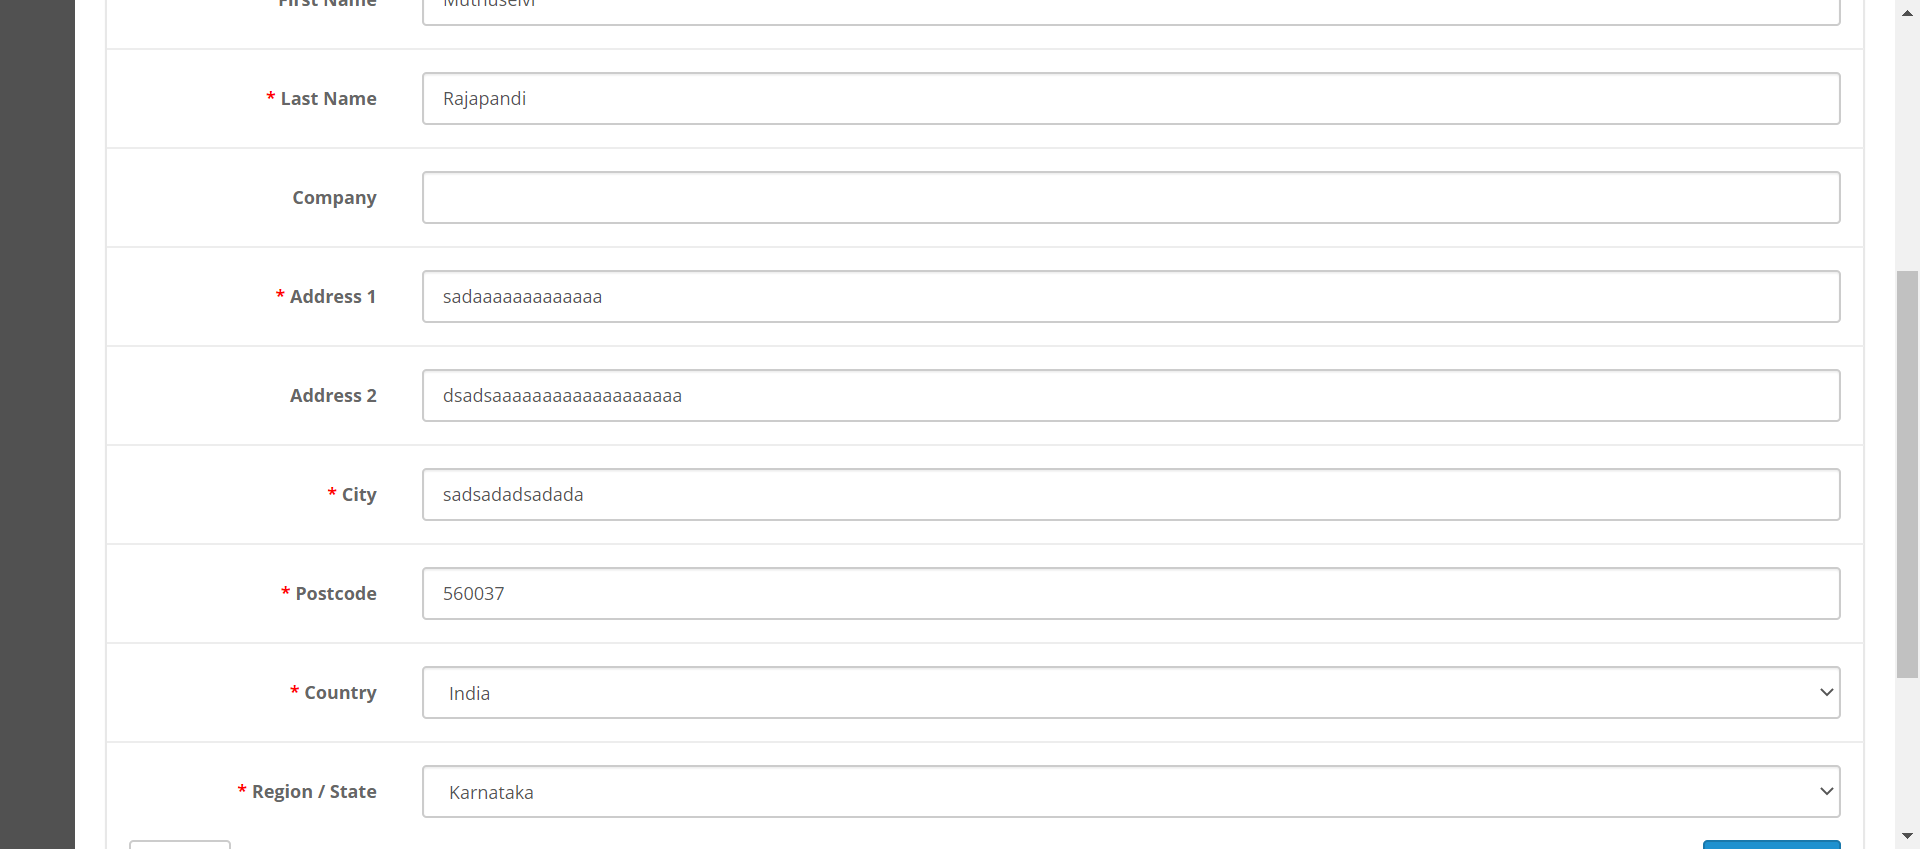 First Name Muthuselvi
* Last Name Rajapandi
Company
* Address 1 sadaaaaaaaaaaaaa
Address 2 dsadsaaaaaaaaaaaaaaaaaaa
* City sadsadadsadada
* Postcode 560037
* Country India
* Region / State Karnataka